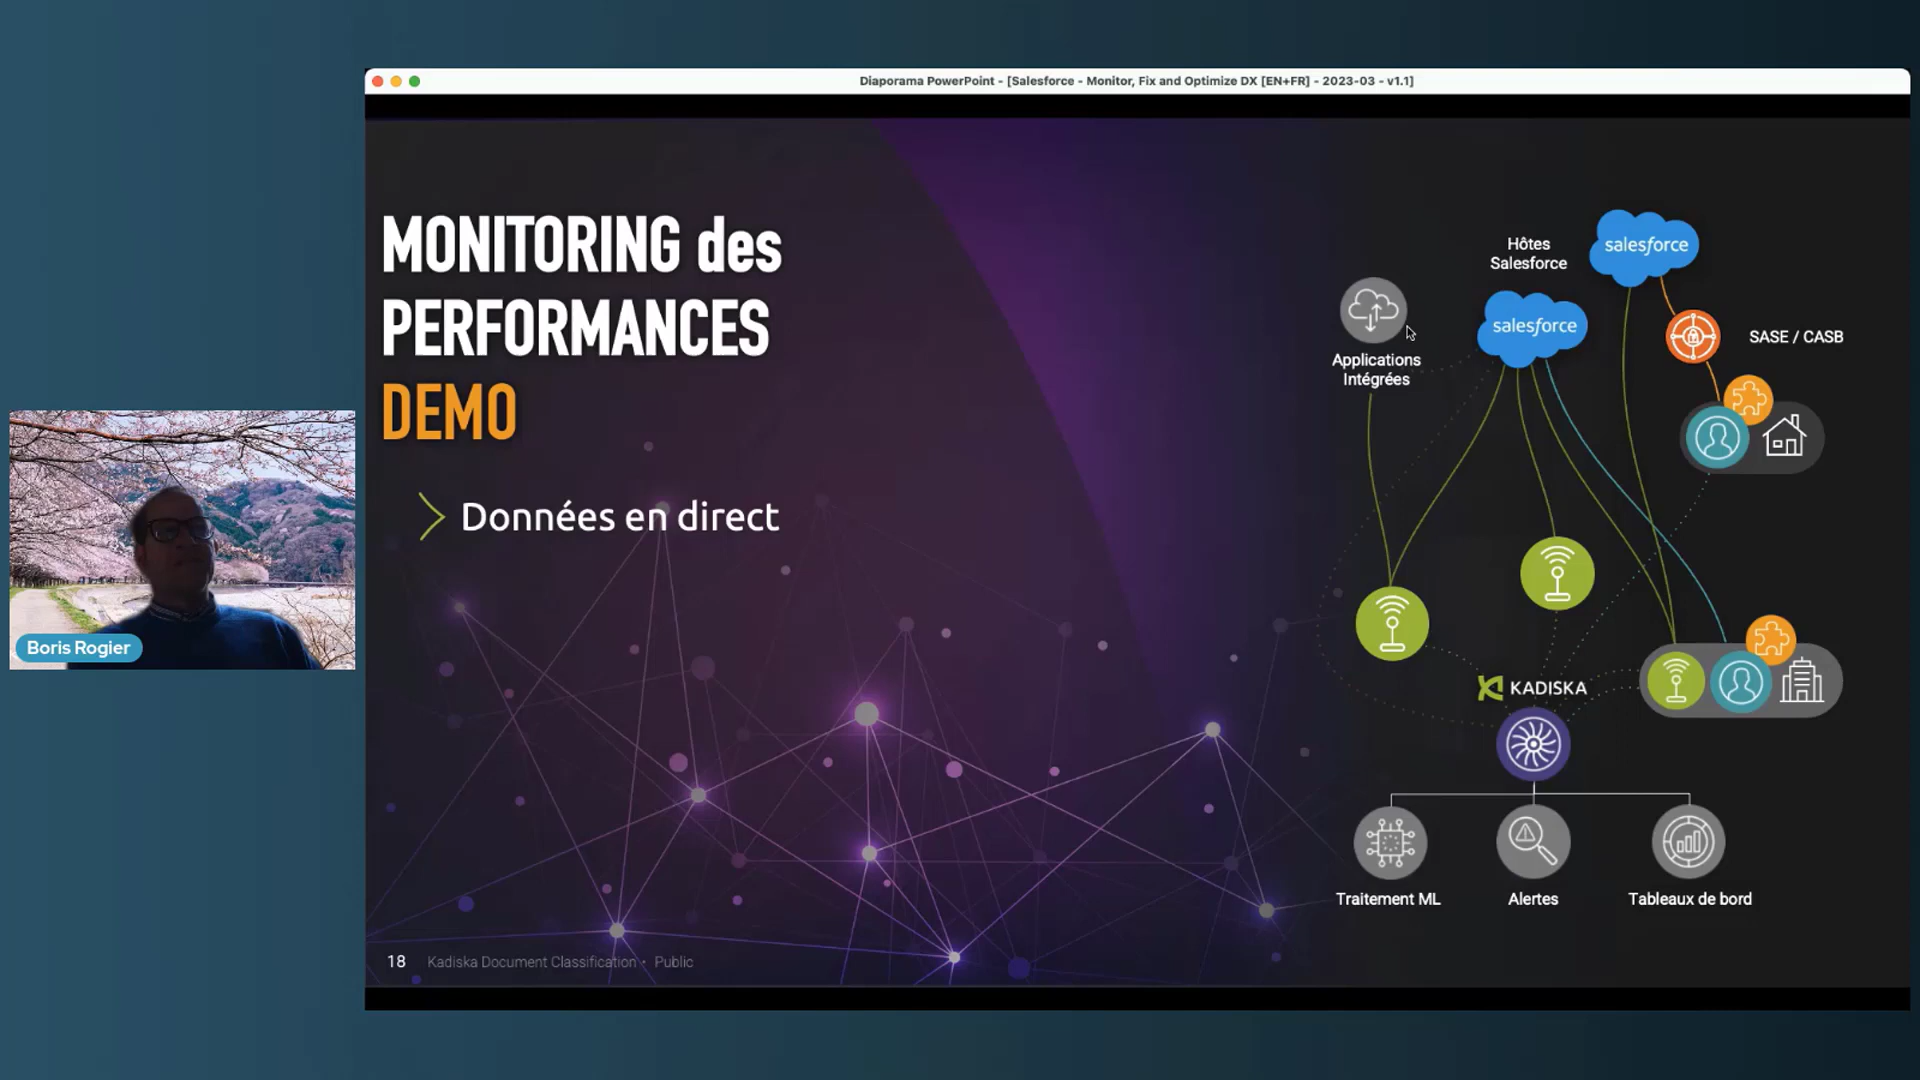 Diaporama PowerPoint - [Salesforce - Monitor, Fix and Optimize DX [EN+FR] - 2023-03 - v1.1]
MONITORING des
PERFORMANCES
DEMO
Données en direct
Hôtes
Salesforce
salesforce
salesforce
Applications
Intégrées
SASE / CASB
KADISKA
Traitement ML
Alertes
Tableaux de bord
Boris Rogier
18 Kadiska Document Classification • Public